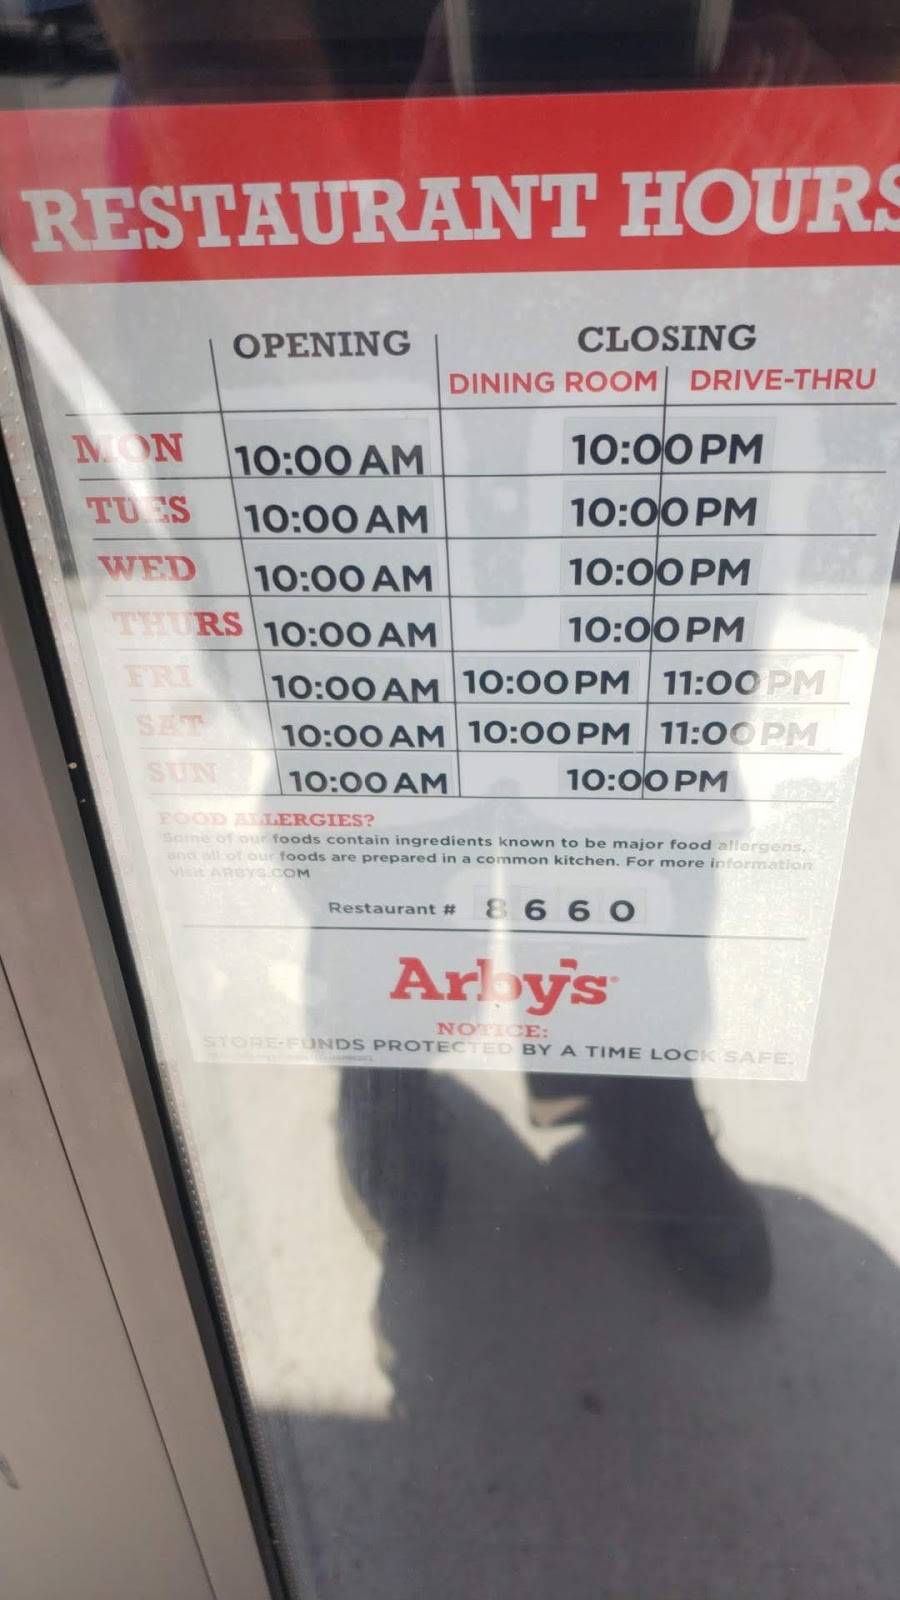 RESTAURANT HOURS
OPENING CLOSING
DINING ROOM DRIVE-THRU
MON 10:00 AM 10:00 PM
TUES 10:00 AM 10:00 PM
WED 10:00 AM 10:00 PM
THURS 10:00 AM 10:00 PM
FRI 10:00 AM 10:00 PM 11:00 PM
SAT 10:00 AM 10:00 PM 11:00 PM
SUN 10:00 AM 10:00 PM
FOOD ALLERGIES?
Some of our foods contain ingredients known to be major food allergens,
and all of our foods are prepared in a common kitchen. For more information
visit ARBYS.COM
Restaurant # 8660
Arby's
NOTICE:
STORE-FUNDS PROTECTED BY A TIME LOCK SAFE.